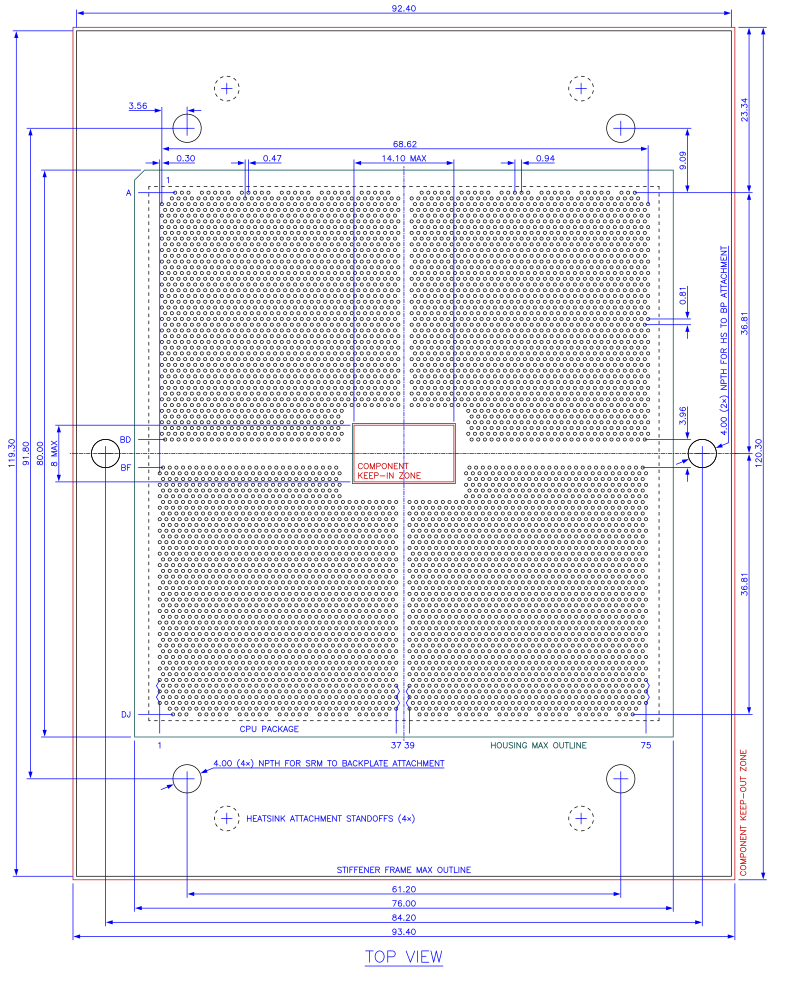 92.40
3.56
68.62
0.30
0.47
14.10 MAX
0.94
23.34
9.09
1
A
4.00 (2x) NPTH FOR HS TO BP ATTACHMENT
0.81
36.81
3.96
BD
BF
8 MAX
COMPONENT
KEEP-IN ZONE
119.30
91.80
80.00
120.30
36.81
DJ
CPU PACKAGE
1
37 39
HOUSING MAX OUTLINE
75
4.00 (4x) NPTH FOR SRM TO BACKPLATE ATTACHMENT
COMPONENT KEEP-OUT ZONE
HEATSINK ATTACHMENT STANDOFFS (4x)
STIFFENER FRAME MAX OUTLINE
61.20
76.00
84.20
93.40
TOP VIEW